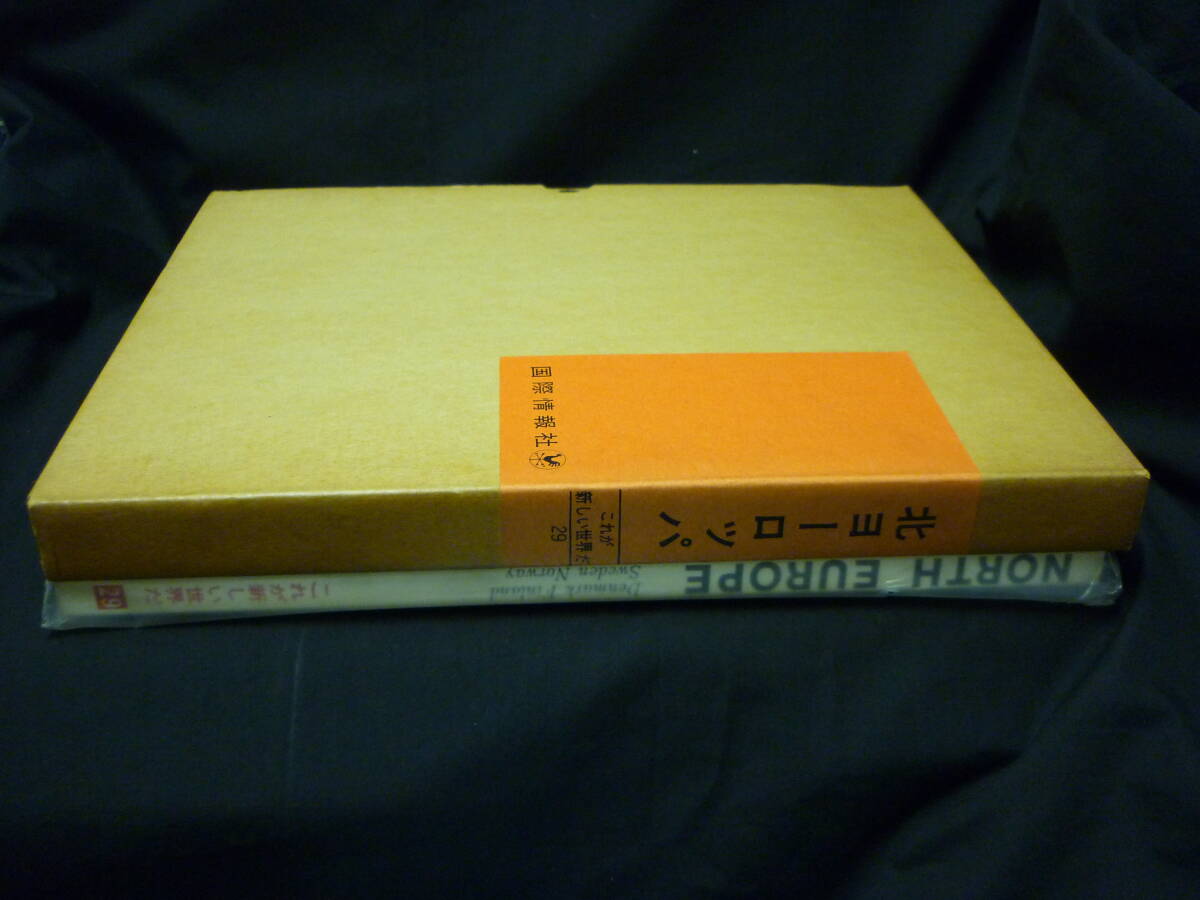 国際情報社
北ヨーロッパ
これが
新しい世界だ
29
NORTH EUROPE
Denmark Finland
Sweden Norway
これが新しい世界だ
29